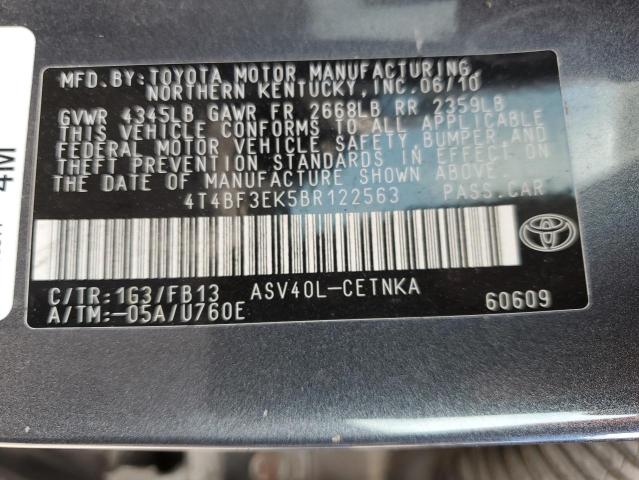 MFD.BY:TOYOTA MOTOR MANUFACTURING,
NORTHERN KENTUCKY,INC.06/10
GVWR 4345LB GAWR FR 2668LB RR 2359LB
THIS VEHICLE CONFORMS TO ALL APPLICABLE
FEDERAL MOTOR VEHICLE SAFETY,BUMPER,AND
THEFT PREVENTION STANDARDS IN EFFECT ON
THE DATE OF MANUFACTURE SHOWN ABOVE.
4T4BF3EK5BR122563 PASS.CAR
C/TR:1G3/FB13 ASV40L-CETNKA
A/TM:-05A/U760E 60609